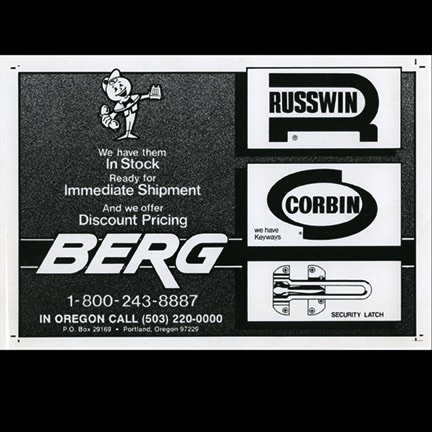 We have them
In Stock
Ready for
Immediate Shipment
And we offer
Discount Pricing
BERG
1-800-243-8887
IN OREGON CALL (503) 220-0000
P.O. Box 29169 • Portland, Oregon 97229
RUSSWIN
®
CORBIN
we have
Keyways
®
SECURITY LATCH